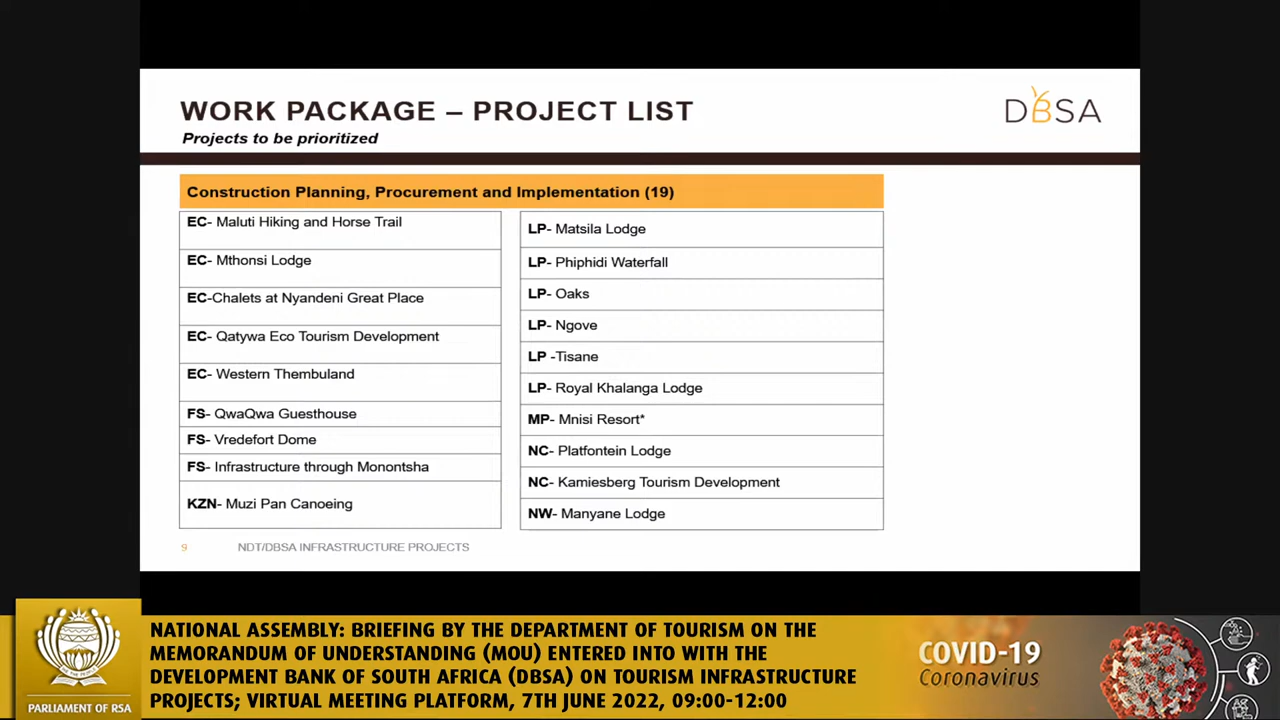 WORK PACKAGE – PROJECT LIST
Projects to be prioritized
DBSA
Construction Planning, Procurement and Implementation (19)
EC- Maluti Hiking and Horse Trail
EC- Mthonsi Lodge
EC-Chalets at Nyandeni Great Place
EC- Qatywa Eco Tourism Development
EC- Western Thembuland
FS- QwaQwa Guesthouse
FS- Vredefort Dome
FS- Infrastructure through Monontsha
KZN- Muzi Pan Canoeing
LP- Matsila Lodge
LP- Phiphidi Waterfall
LP- Oaks
LP- Ngove
LP -Tisane
LP- Royal Khalanga Lodge
MP- Mnisi Resort*
NC- Platfontein Lodge
NC- Kamiesberg Tourism Development
NW- Manyane Lodge
9 NDT/DBSA INFRASTRUCTURE PROJECTS
PARLIAMENT OF RSA
NATIONAL ASSEMBLY: BRIEFING BY THE DEPARTMENT OF TOURISM ON THE
MEMORANDUM OF UNDERSTANDING (MOU) ENTERED INTO WITH THE
DEVELOPMENT BANK OF SOUTH AFRICA (DBSA) ON TOURISM INFRASTRUCTURE
PROJECTS; VIRTUAL MEETING PLATFORM, 7TH JUNE 2022, 09:00-12:00
COVID-19
Coronavirus